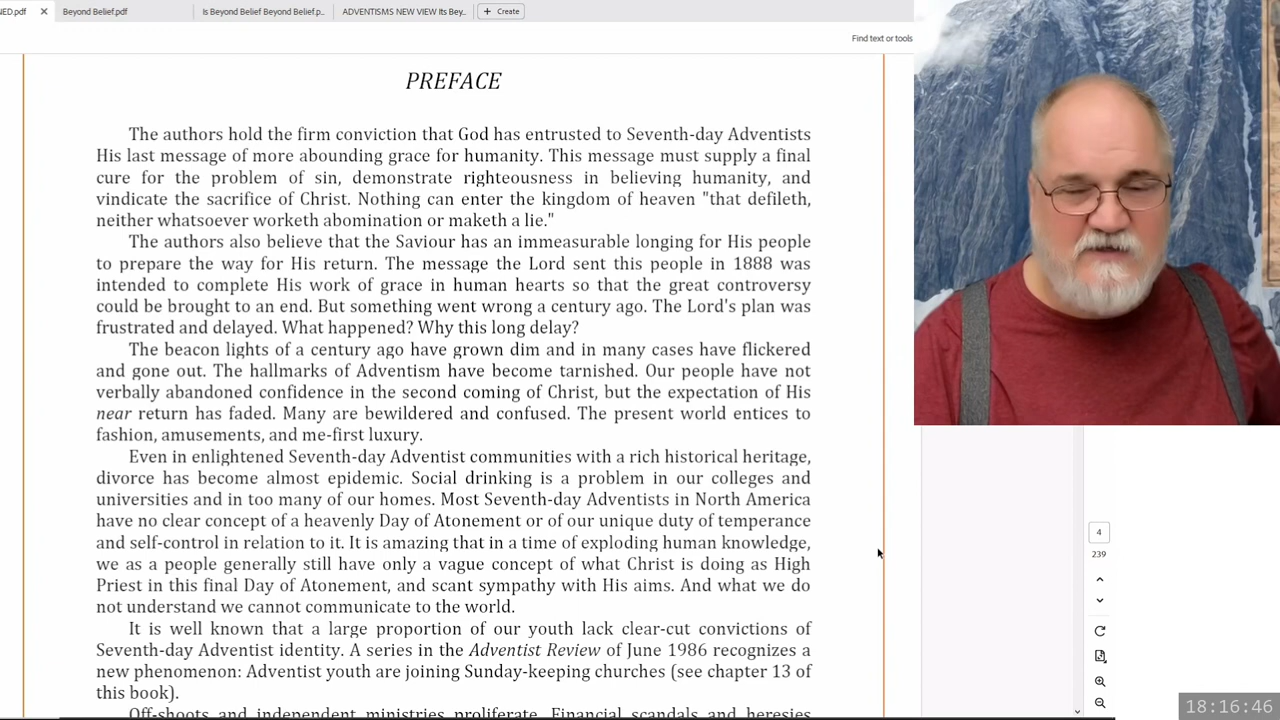 NED.pdf
Beyond Belief.pdf
Is Beyond Belief Beyond Belief.p..
ADVENTISMS NEW VIEW Its Bey..
+ Create
Find text or tools
PREFACE
The authors hold the firm conviction that God has entrusted to Seventh-day Adventists
His last message of more abounding grace for humanity. This message must supply a final
cure for the problem of sin, demonstrate righteousness in believing humanity, and
vindicate the sacrifice of Christ. Nothing can enter the kingdom of heaven "that defileth,
neither whatsoever worketh abomination or maketh a lie."
The authors also believe that the Saviour has an immeasurable longing for His people
to prepare the way for His return. The message the Lord sent this people in 1888 was
intended to complete His work of grace in human hearts so that the great controversy
could be brought to an end. But something went wrong a century ago. The Lord's plan was
frustrated and delayed. What happened? Why this long delay?
The beacon lights of a century ago have grown dim and in many cases have flickered
and gone out. The hallmarks of Adventism have become tarnished. Our people have not
verbally abandoned confidence in the second coming of Christ, but the expectation of His
near return has faded. Many are bewildered and confused. The present world entices to
fashion, amusements, and me-first luxury.
Even in enlightened Seventh-day Adventist communities with a rich historical heritage,
divorce has become almost epidemic. Social drinking is a problem in our colleges and
universities and in too many of our homes. Most Seventh-day Adventists in North America
have no clear concept of a heavenly Day of Atonement or of our unique duty of temperance
and self-control in relation to it. It is amazing that in a time of exploding human knowledge,
we as a people generally still have only a vague concept of what Christ is doing as High
Priest in this final Day of Atonement, and scant sympathy with His aims. And what we do
not understand we cannot communicate to the world.
It is well known that a large proportion of our youth lack clear-cut convictions of
Seventh-day Adventist identity. A series in the Adventist Review of June 1986 recognizes a
new phenomenon: Adventist youth are joining Sunday-keeping churches (see chapter 13 of
this book).
Off-shoots and independent ministries proliferate. Financial scandals and heresies
4
239
18:16:46